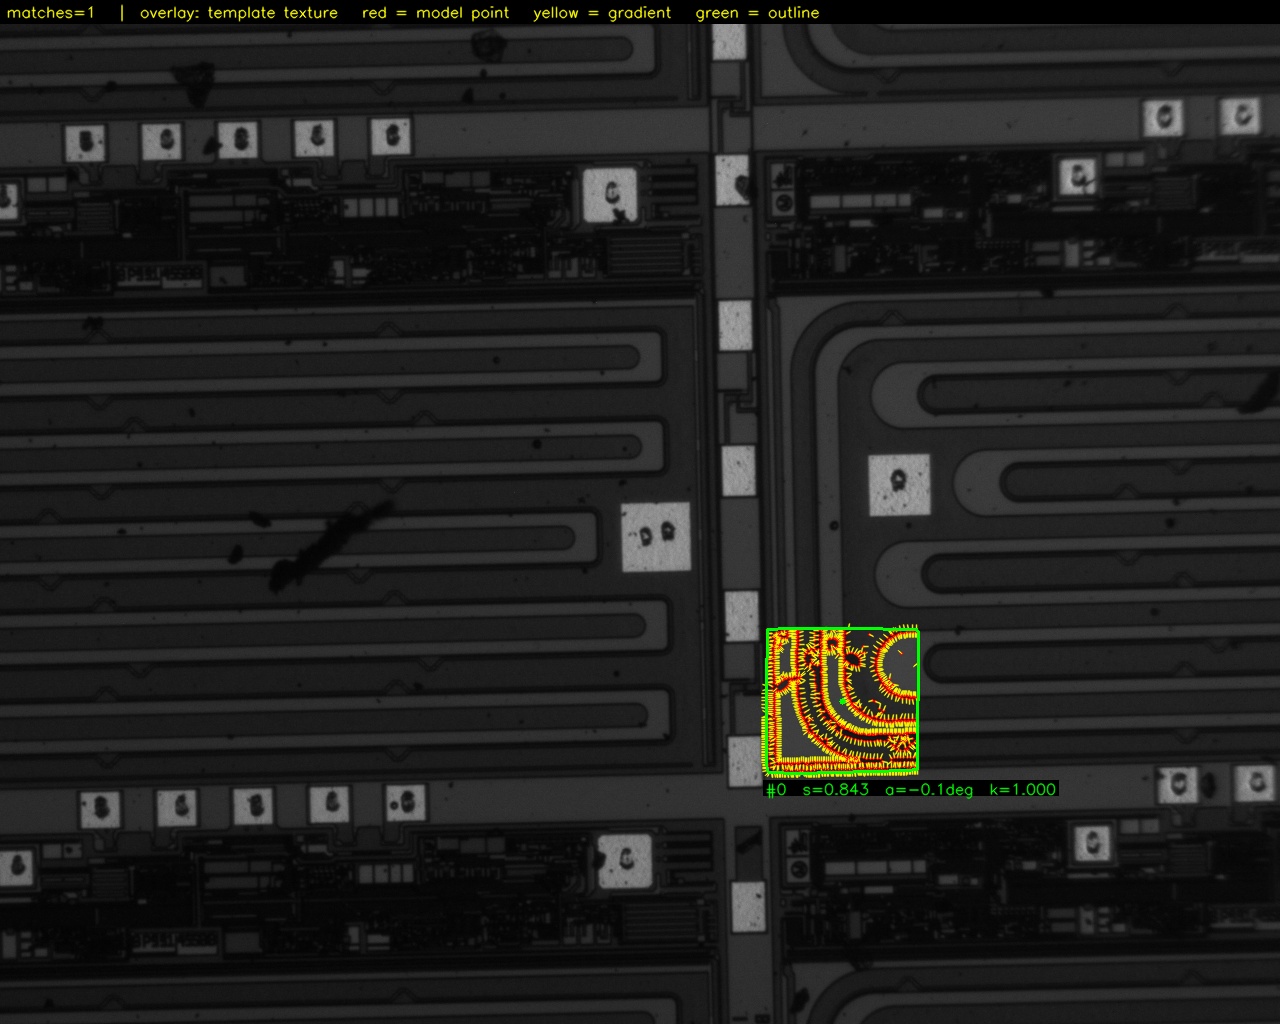 matches=1 | overlay: template texture red = model point yellow = gradient green = outline
#0 s=0.843 a=-0.1deg k=1.000